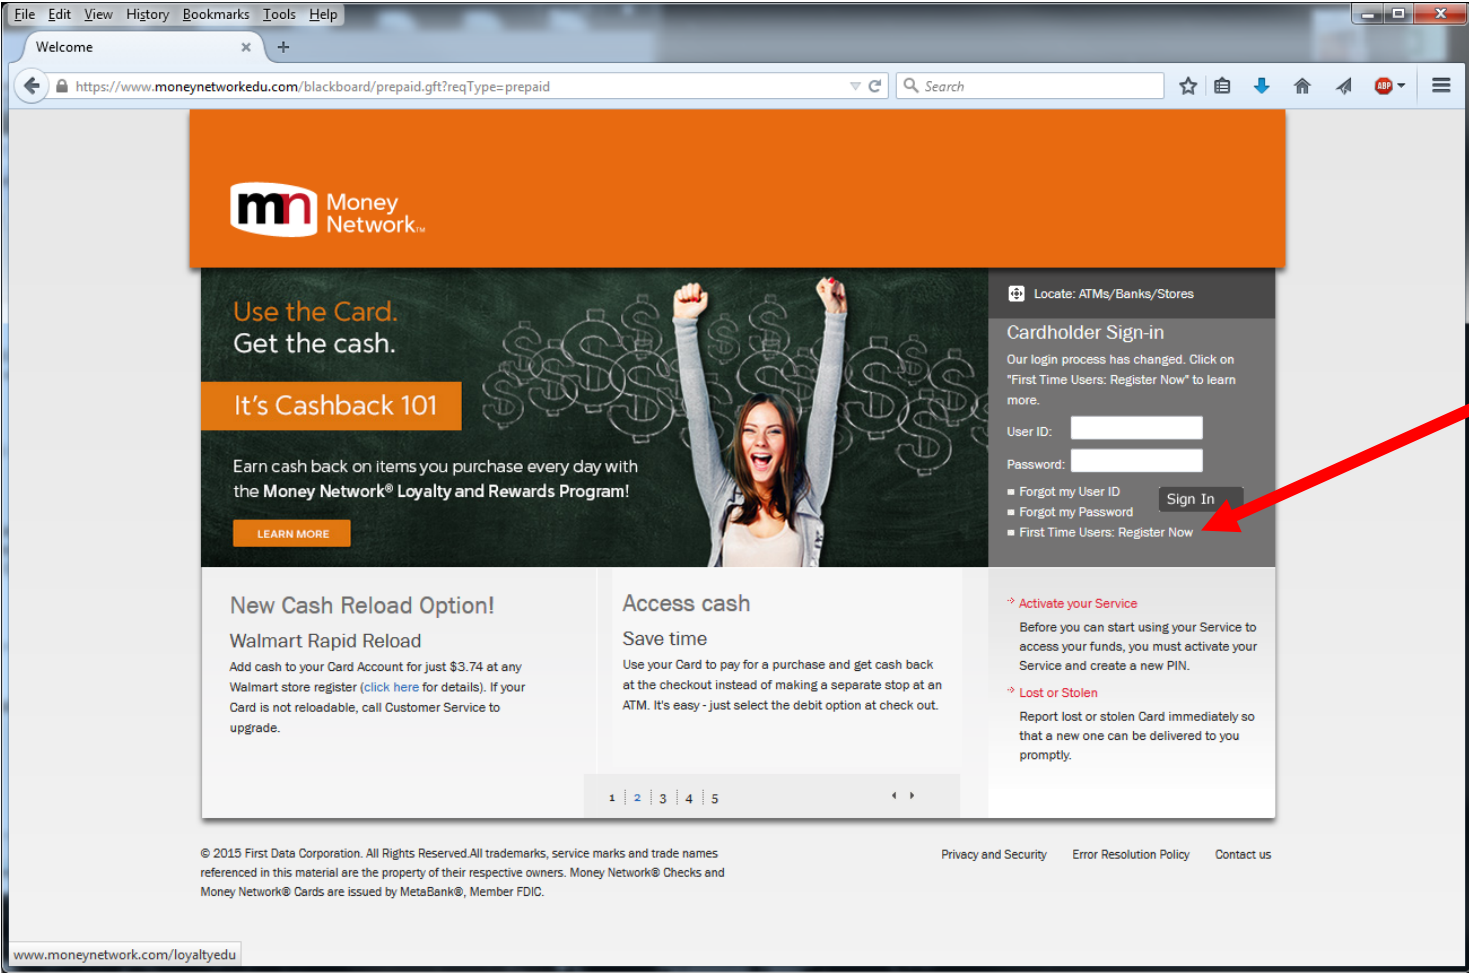 File Edit View History Bookmarks Tools Help
Welcome
https://www.moneynetworkedu.com/blackboard/prepaid.gft?reqType=prepaid
Search
ABP
mn Money
Network™
Use the Card.
Get the cash.
It's Cashback 101
Earn cash back on items you purchase every day with
the Money Network® Loyalty and Rewards Program!
LEARN MORE
Locate: ATMs/Banks/Stores
Cardholder Sign-in
Our login process has changed. Click on
"First Time Users: Register Now" to learn
more.
User ID:
Password:
Forgot my User ID
Sign In
Forgot my Password
First Time Users: Register Now
New Cash Reload Option!
Walmart Rapid Reload
Add cash to your Card Account for just $3.74 at any
Walmart store register (click here for details). If your
Card is not reloadable, call Customer Service to
upgrade.
Access cash
Save time
Use your Card to pay for a purchase and get cash back
at the checkout instead of making a separate stop at an
ATM. It's easy - just select the debit option at check out.
1 2 3 4 5
Activate your Service
Before you can start using your Service to
access your funds, you must activate your
Service and create a new PIN.
Lost or Stolen
Report lost or stolen Card immediately so
that a new one can be delivered to you
promptly.
© 2015 First Data Corporation. All Rights Reserved.All trademarks, service marks and trade names
referenced in this material are the property of their respective owners. Money Network® Checks and
Money Network® Cards are issued by MetaBank®, Member FDIC.
Privacy and Security Error Resolution Policy Contact us
www.moneynetwork.com/loyaltyedu